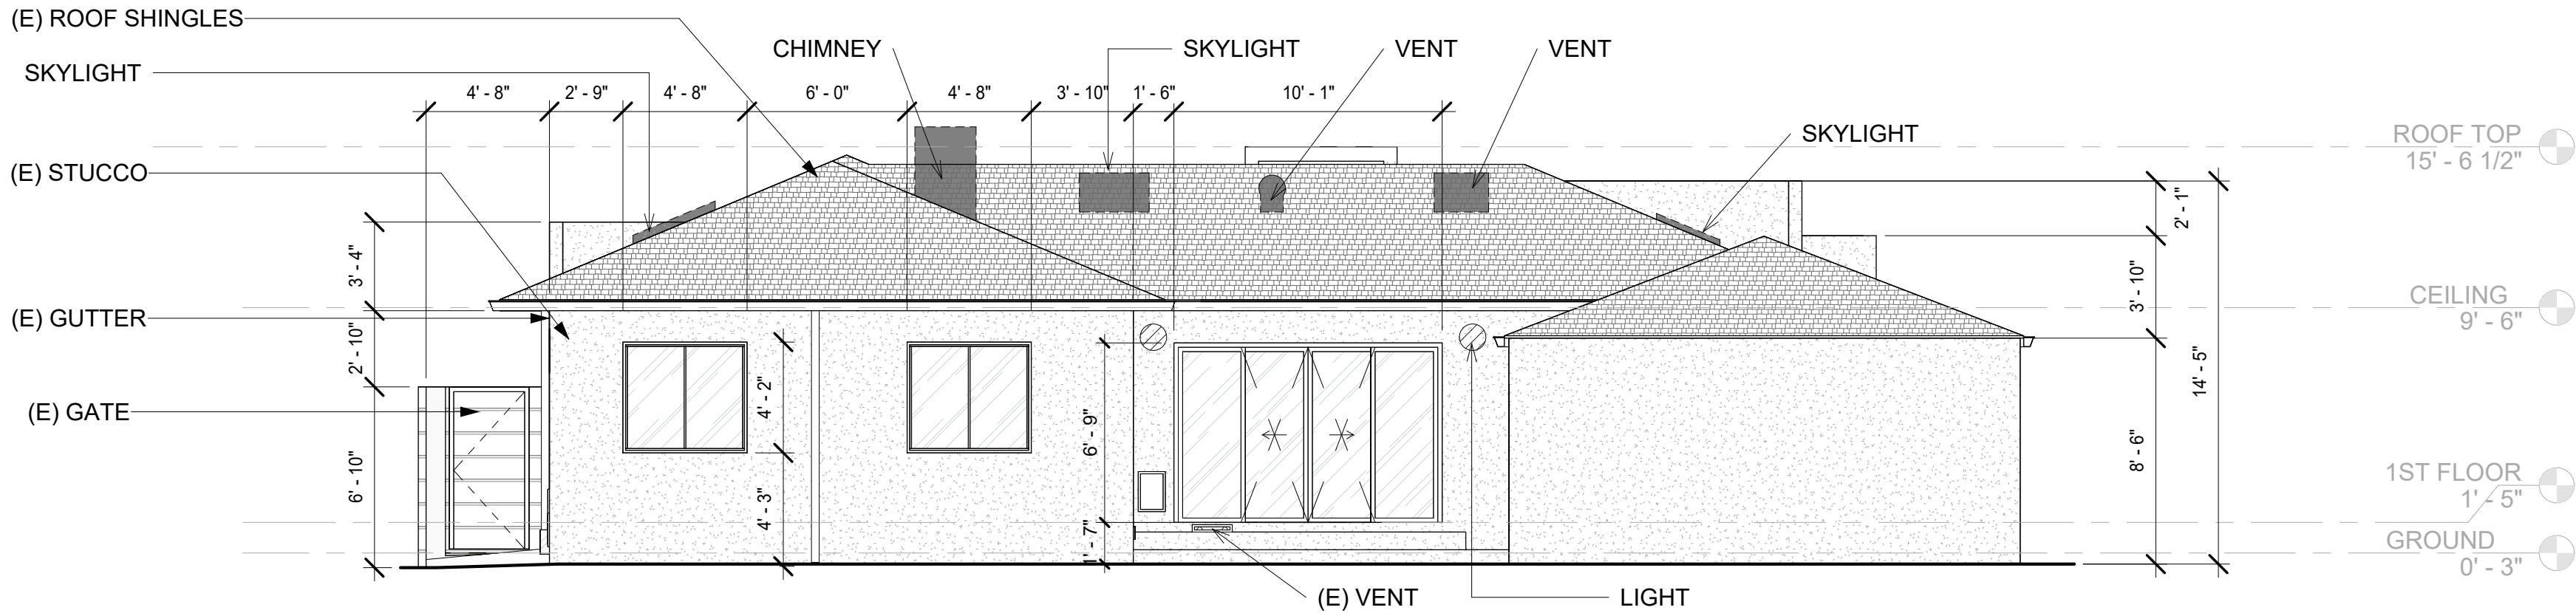 (E) ROOF SHINGLES
CHIMNEY
SKYLIGHT
VENT
VENT
SKYLIGHT
4' - 8"
2' - 9"
4' - 8"
6' - 0"
4' - 8"
3' - 10"
1' - 6"
10' - 1"
SKYLIGHT
ROOF TOP
15' - 6 1/2"
(E) STUCCO
2' - 1"
3' - 4"
3' - 10"
CEILING
9' - 6"
(E) GUTTER
2' - 10"
14' - 5"
4' - 2"
(E) GATE
6' - 9"
8' - 6"
6' - 10"
1ST FLOOR
1' - 5"
4' - 3"
1' - 7"
GROUND
0' - 3"
(E) VENT
LIGHT